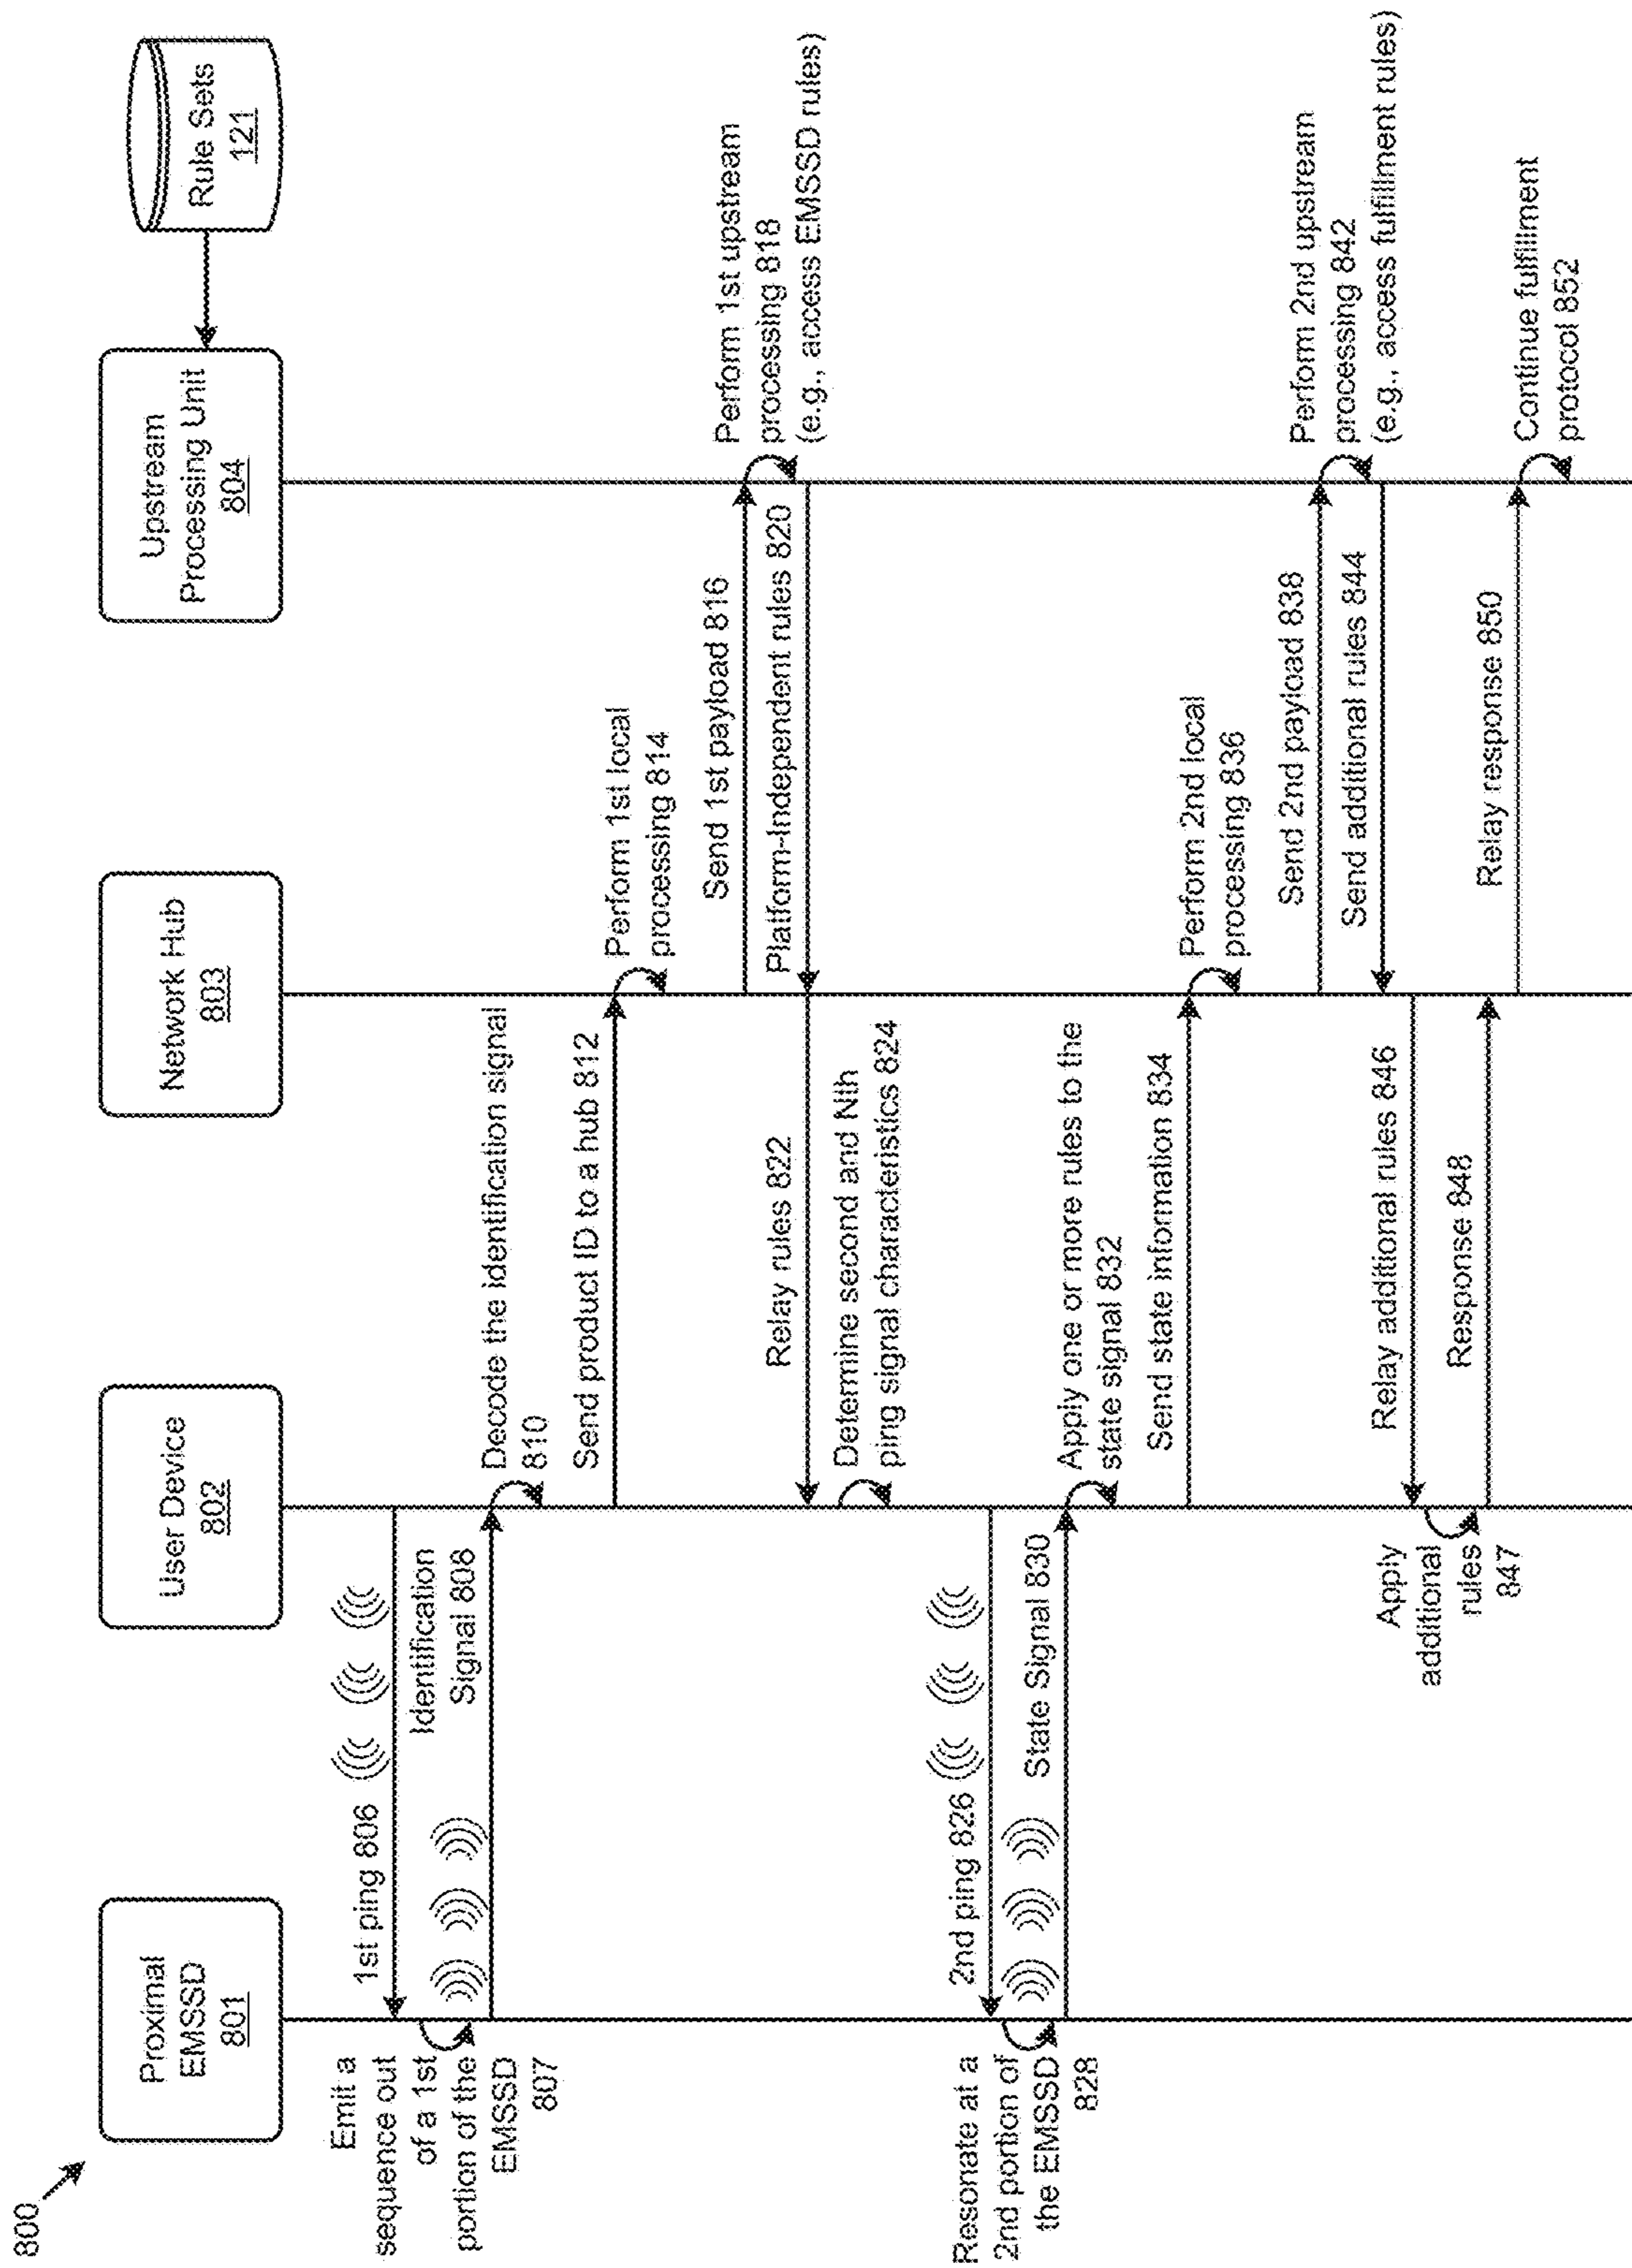 800
Proximal
EMSSD
801
User Device
802
Network Hub
803
Upstream
Processing Unit
804
Rule Sets
121
1st ping 806
Emit a
sequence out
of a 1st
portion of the
EMSSD
807
Identification
Signal 808
Decode the identification signal
810
Send product ID to a hub 812
Perform 1st local
processing 814
Send 1st payload 816
Perform 1st upstream
processing 818
(e.g., access EMSSD rules)
Platform-Independent rules 820
Relay rules 822
Determine second and Nth
ping signal characteristics 824
2nd ping 826
Resonate at a
2nd portion of
the EMSSD
828
State Signal 830
Apply one or more rules to the
state signal 832
Send state information 834
Perform 2nd local
processing 836
Send 2nd payload 838
Perform 2nd upstream
processing 842
(e.g., access fulfillment rules)
Send additional rules 844
Relay additional rules 846
Apply
additional
rules
847
Response 848
Relay response 850
Continue fulfillment
protocol 852